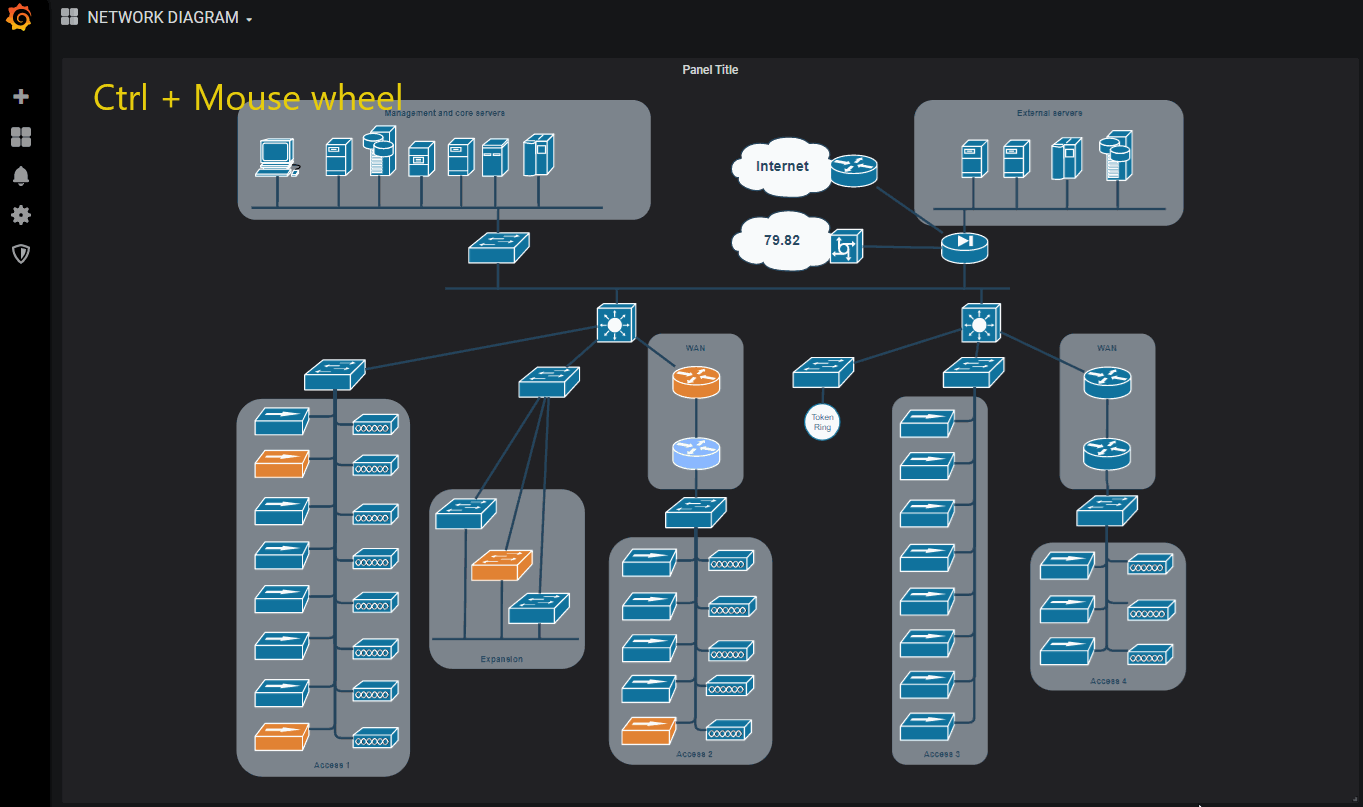 NETWORK DIAGRAM
Panel Title
Ctrl + Mouse wheel
Management and core servers
External servers
Internet
79.82
WAN
WAN
Token
Ring
Expansion
Access 4
Access 2
Access 3
Access 1